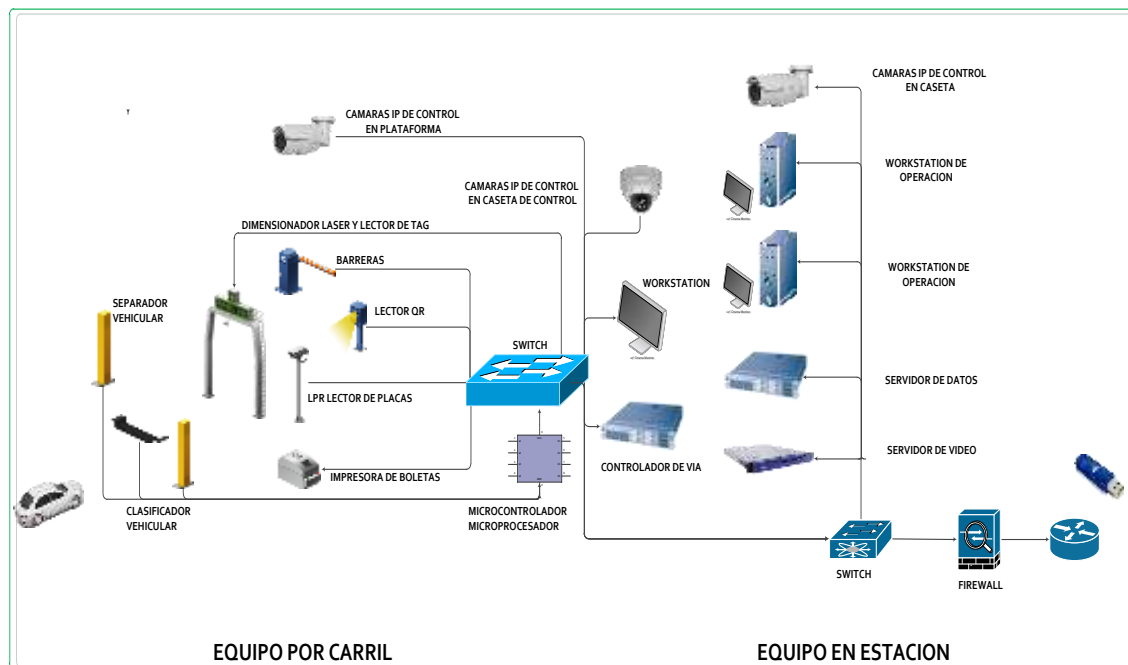 CAMARAS IP DE CONTROL
EN CASETA
CAMARAS IP DE CONTROL
EN PLATAFORMA
WORKSTATION DE
OPERACION
CAMARAS IP DE CONTROL
EN CASETA DE CONTROL
DIMENSIONADOR LASER Y LECTOR DE TAG
BARRERAS
WORKSTATION DE
OPERACION
WORKSTATION
SEPARADOR
VEHICULAR
LECTOR QR
SWITCH
SERVIDOR DE DATOS
LPR LECTOR DE PLACAS
SERVIDOR DE VIDEO
CONTROLADOR DE VIA
IMPRESORA DE BOLETAS
CLASIFICADOR
VEHICULAR
MICROCONTROLADOR
MICROPROCESADOR
SWITCH
FIREWALL
EQUIPO POR CARRIL
EQUIPO EN ESTACION